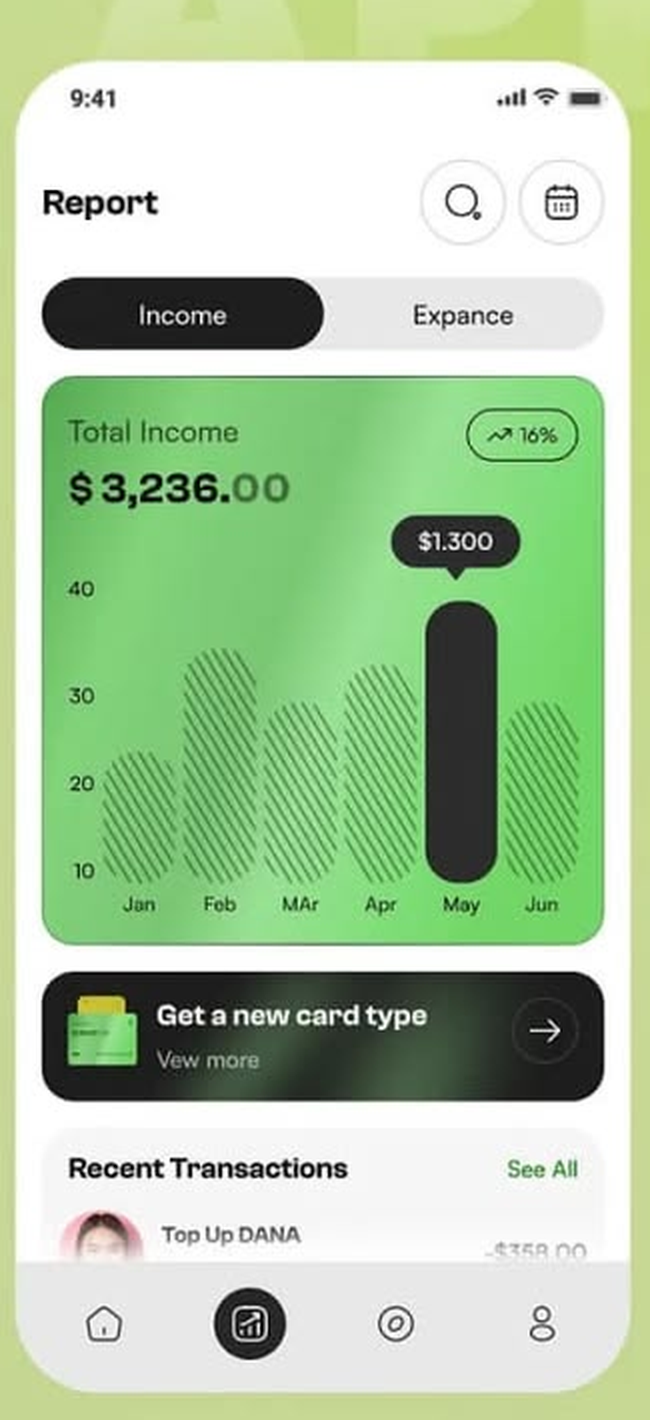 9:41
Report
Income
Expance
Total Income
16%
$ 3,236.00
$1.300
40
30
20
10
Jan
Feb
MAr
Apr
May
Jun
Get a new card type
Vew more
Recent Transactions
See All
Top Up DANA
-$358.00